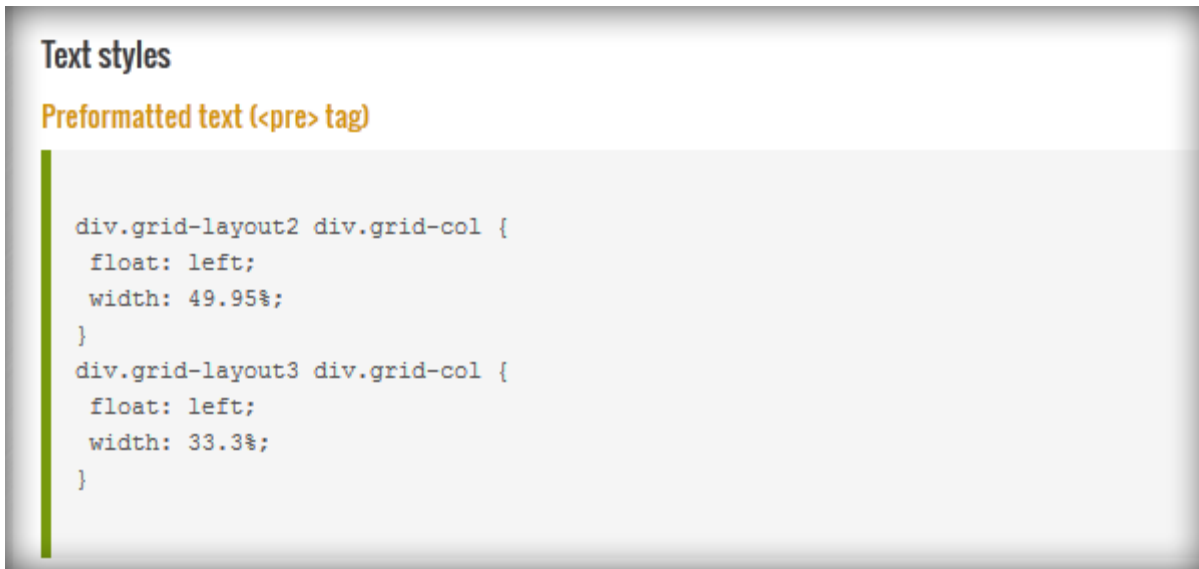 Text styles
Preformatted text (<pre> tag)
div.grid-layout2 div.grid-col {
 float: left;
 width: 49.95%;
}
div.grid-layout3 div.grid-col {
 float: left;
 width: 33.3%;
}